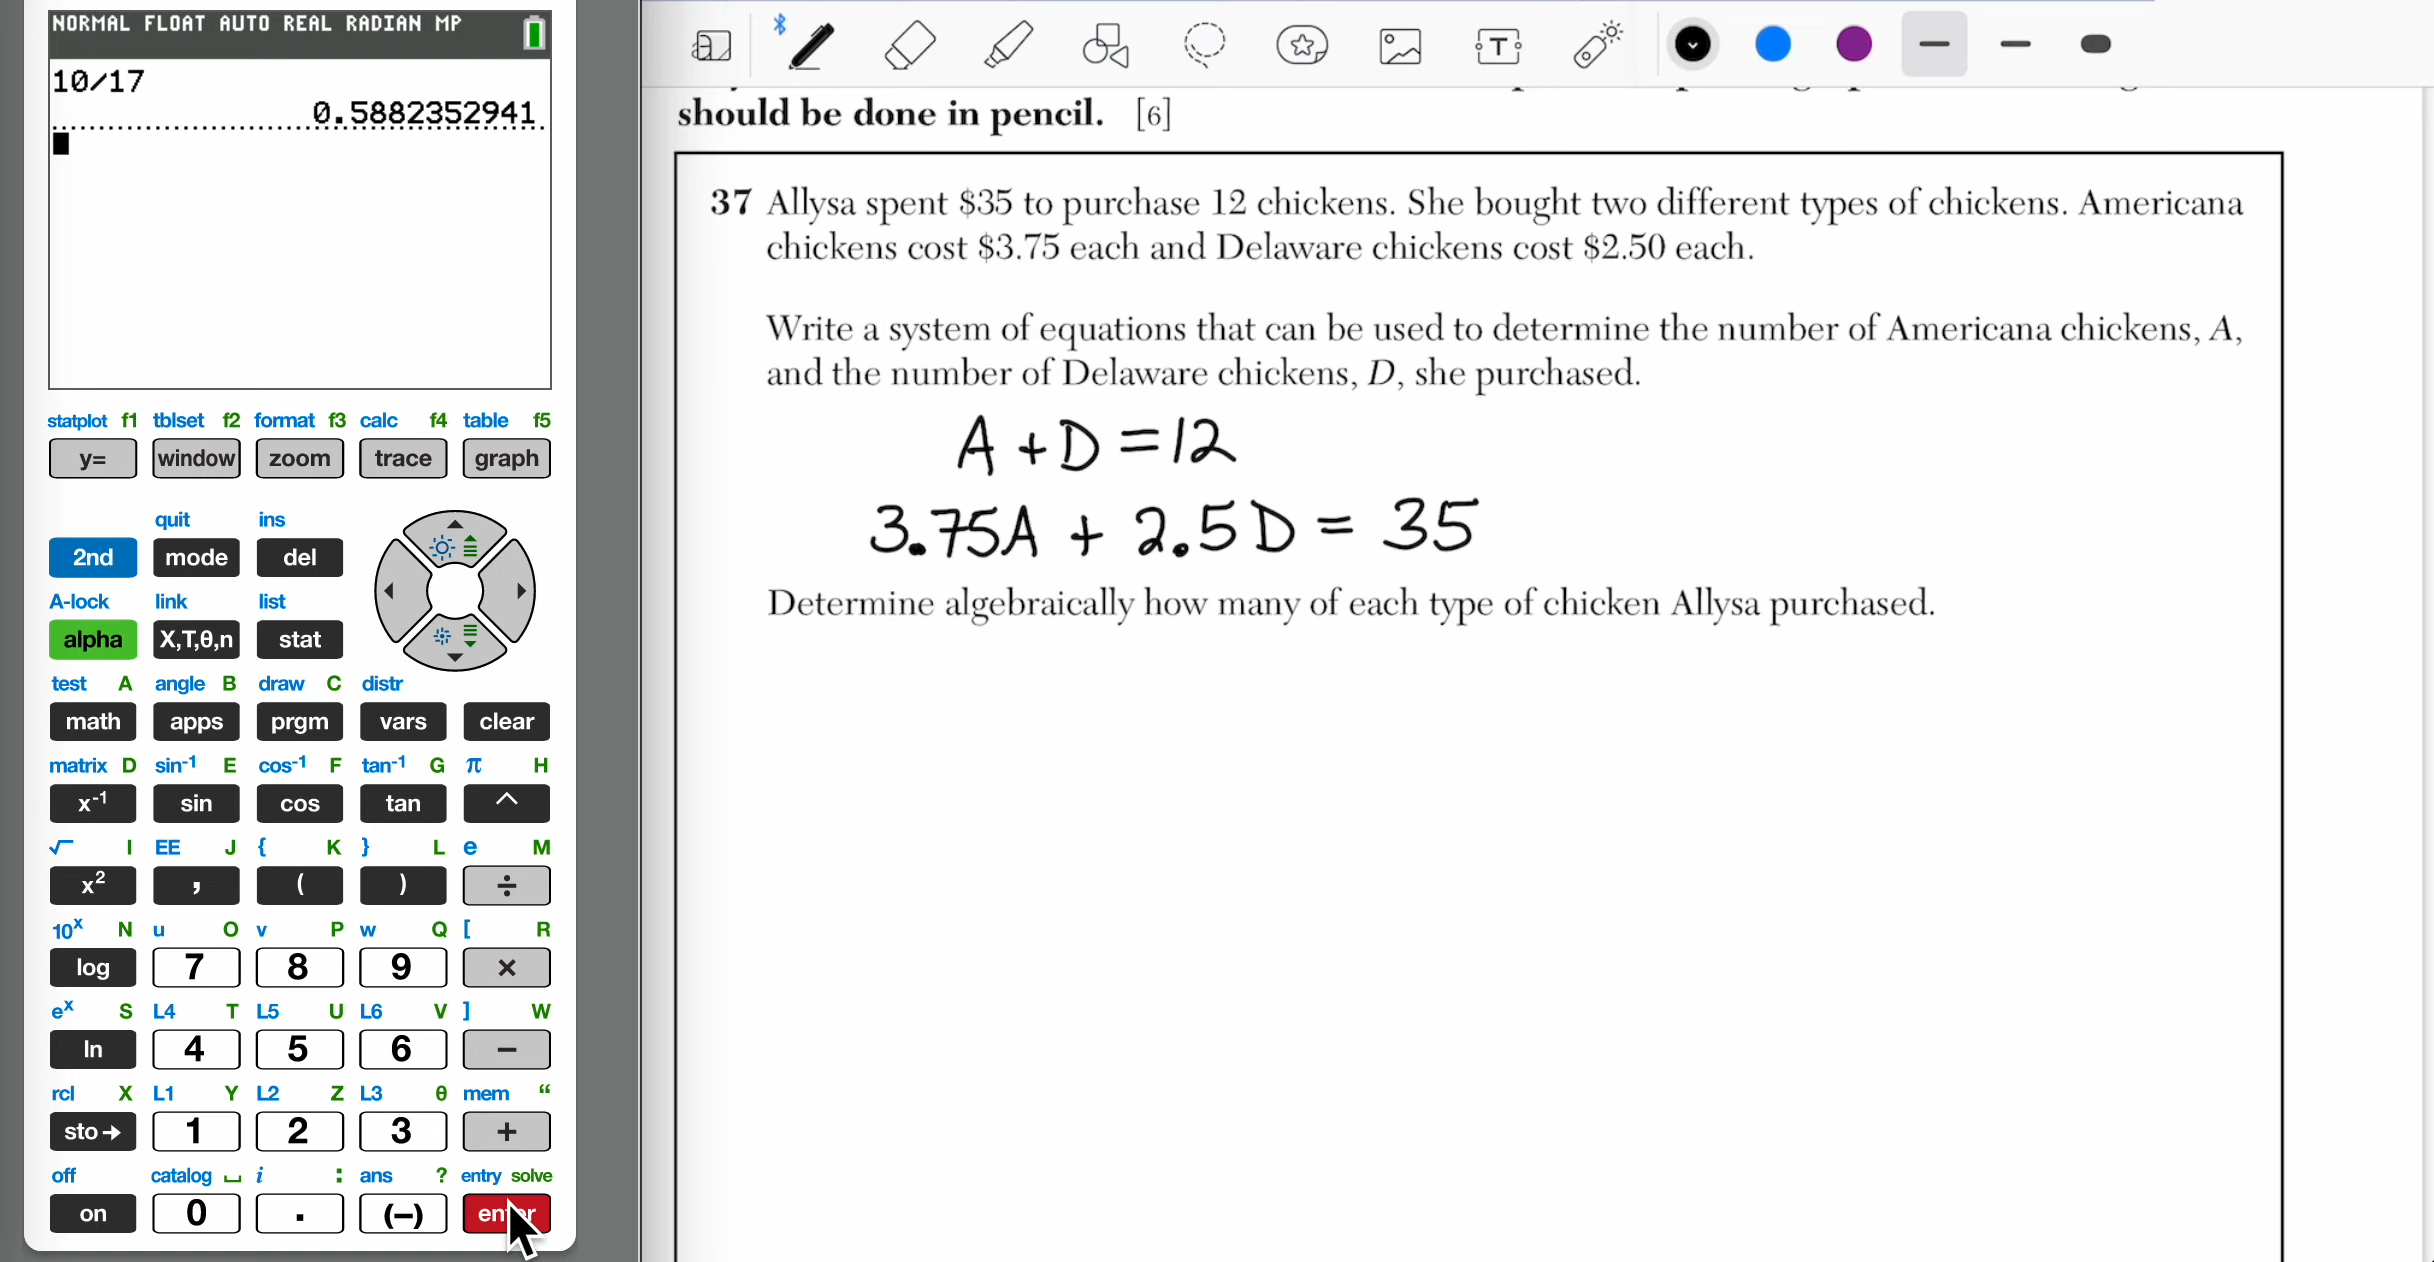 NORMAL FLOAT AUTO REAL RADIAN MP
10/17
0.5882352941
statplot f1 tblset f2 format f3 calc f4 table f5
y= window zoom trace graph
quit ins
2nd mode del
A-lock link list
alpha X,T,θ,n stat
test A angle B draw C distr
math apps prgm vars clear
matrix D sin⁻¹ E cos⁻¹ F tan⁻¹ G π H
x⁻¹ sin cos tan ^
√ I EE J { K } L e M
x² , ( ) ÷
10ˣ N u O v P w Q [ R
log 7 8 9 ×
eˣ S L4 T L5 U L6 V ] W
ln 4 5 6 −
rcl X L1 Y L2 Z L3 θ mem “
sto→ 1 2 3 +
off catalog ⎵ i : ans ? entry solve
on 0 . (−) enter
a T
should be done in pencil. [6]
37 Allysa spent $35 to purchase 12 chickens. She bought two different types of chickens. Americana
chickens cost $3.75 each and Delaware chickens cost $2.50 each.
Write a system of equations that can be used to determine the number of Americana chickens, A,
and the number of Delaware chickens, D, she purchased.
A + D = 12
3.75A + 2.5D = 35
Determine algebraically how many of each type of chicken Allysa purchased.